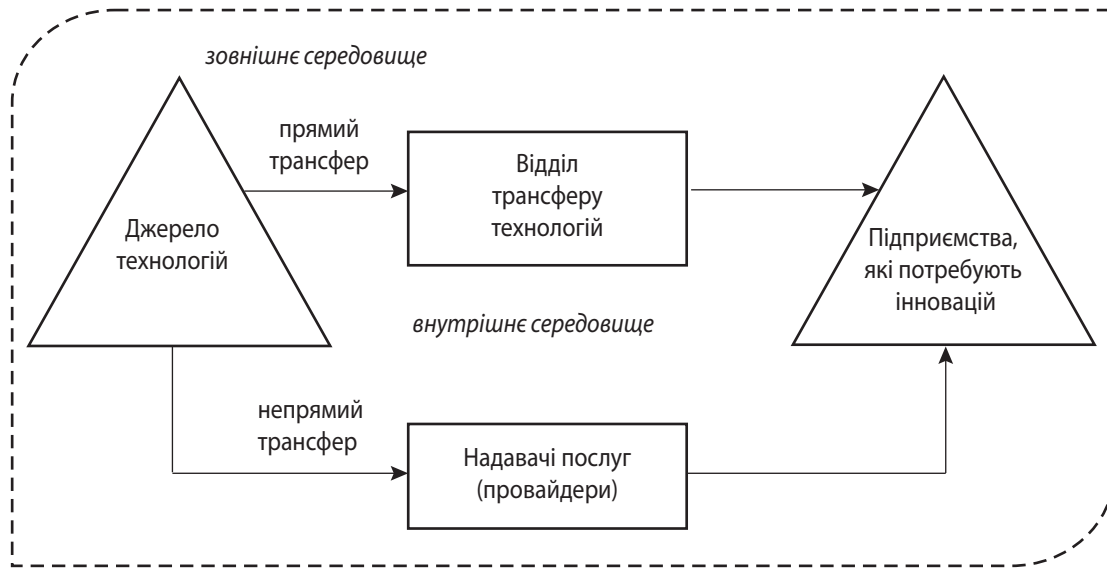 зовнішнє середовище
прямий
трансфер
Відділ
трансферу
технологій
Джерело
технологій
Підприємства,
які потребують
інновацій
внутрішнє середовище
непрямий
трансфер
Надавачі послуг
(провайдери)